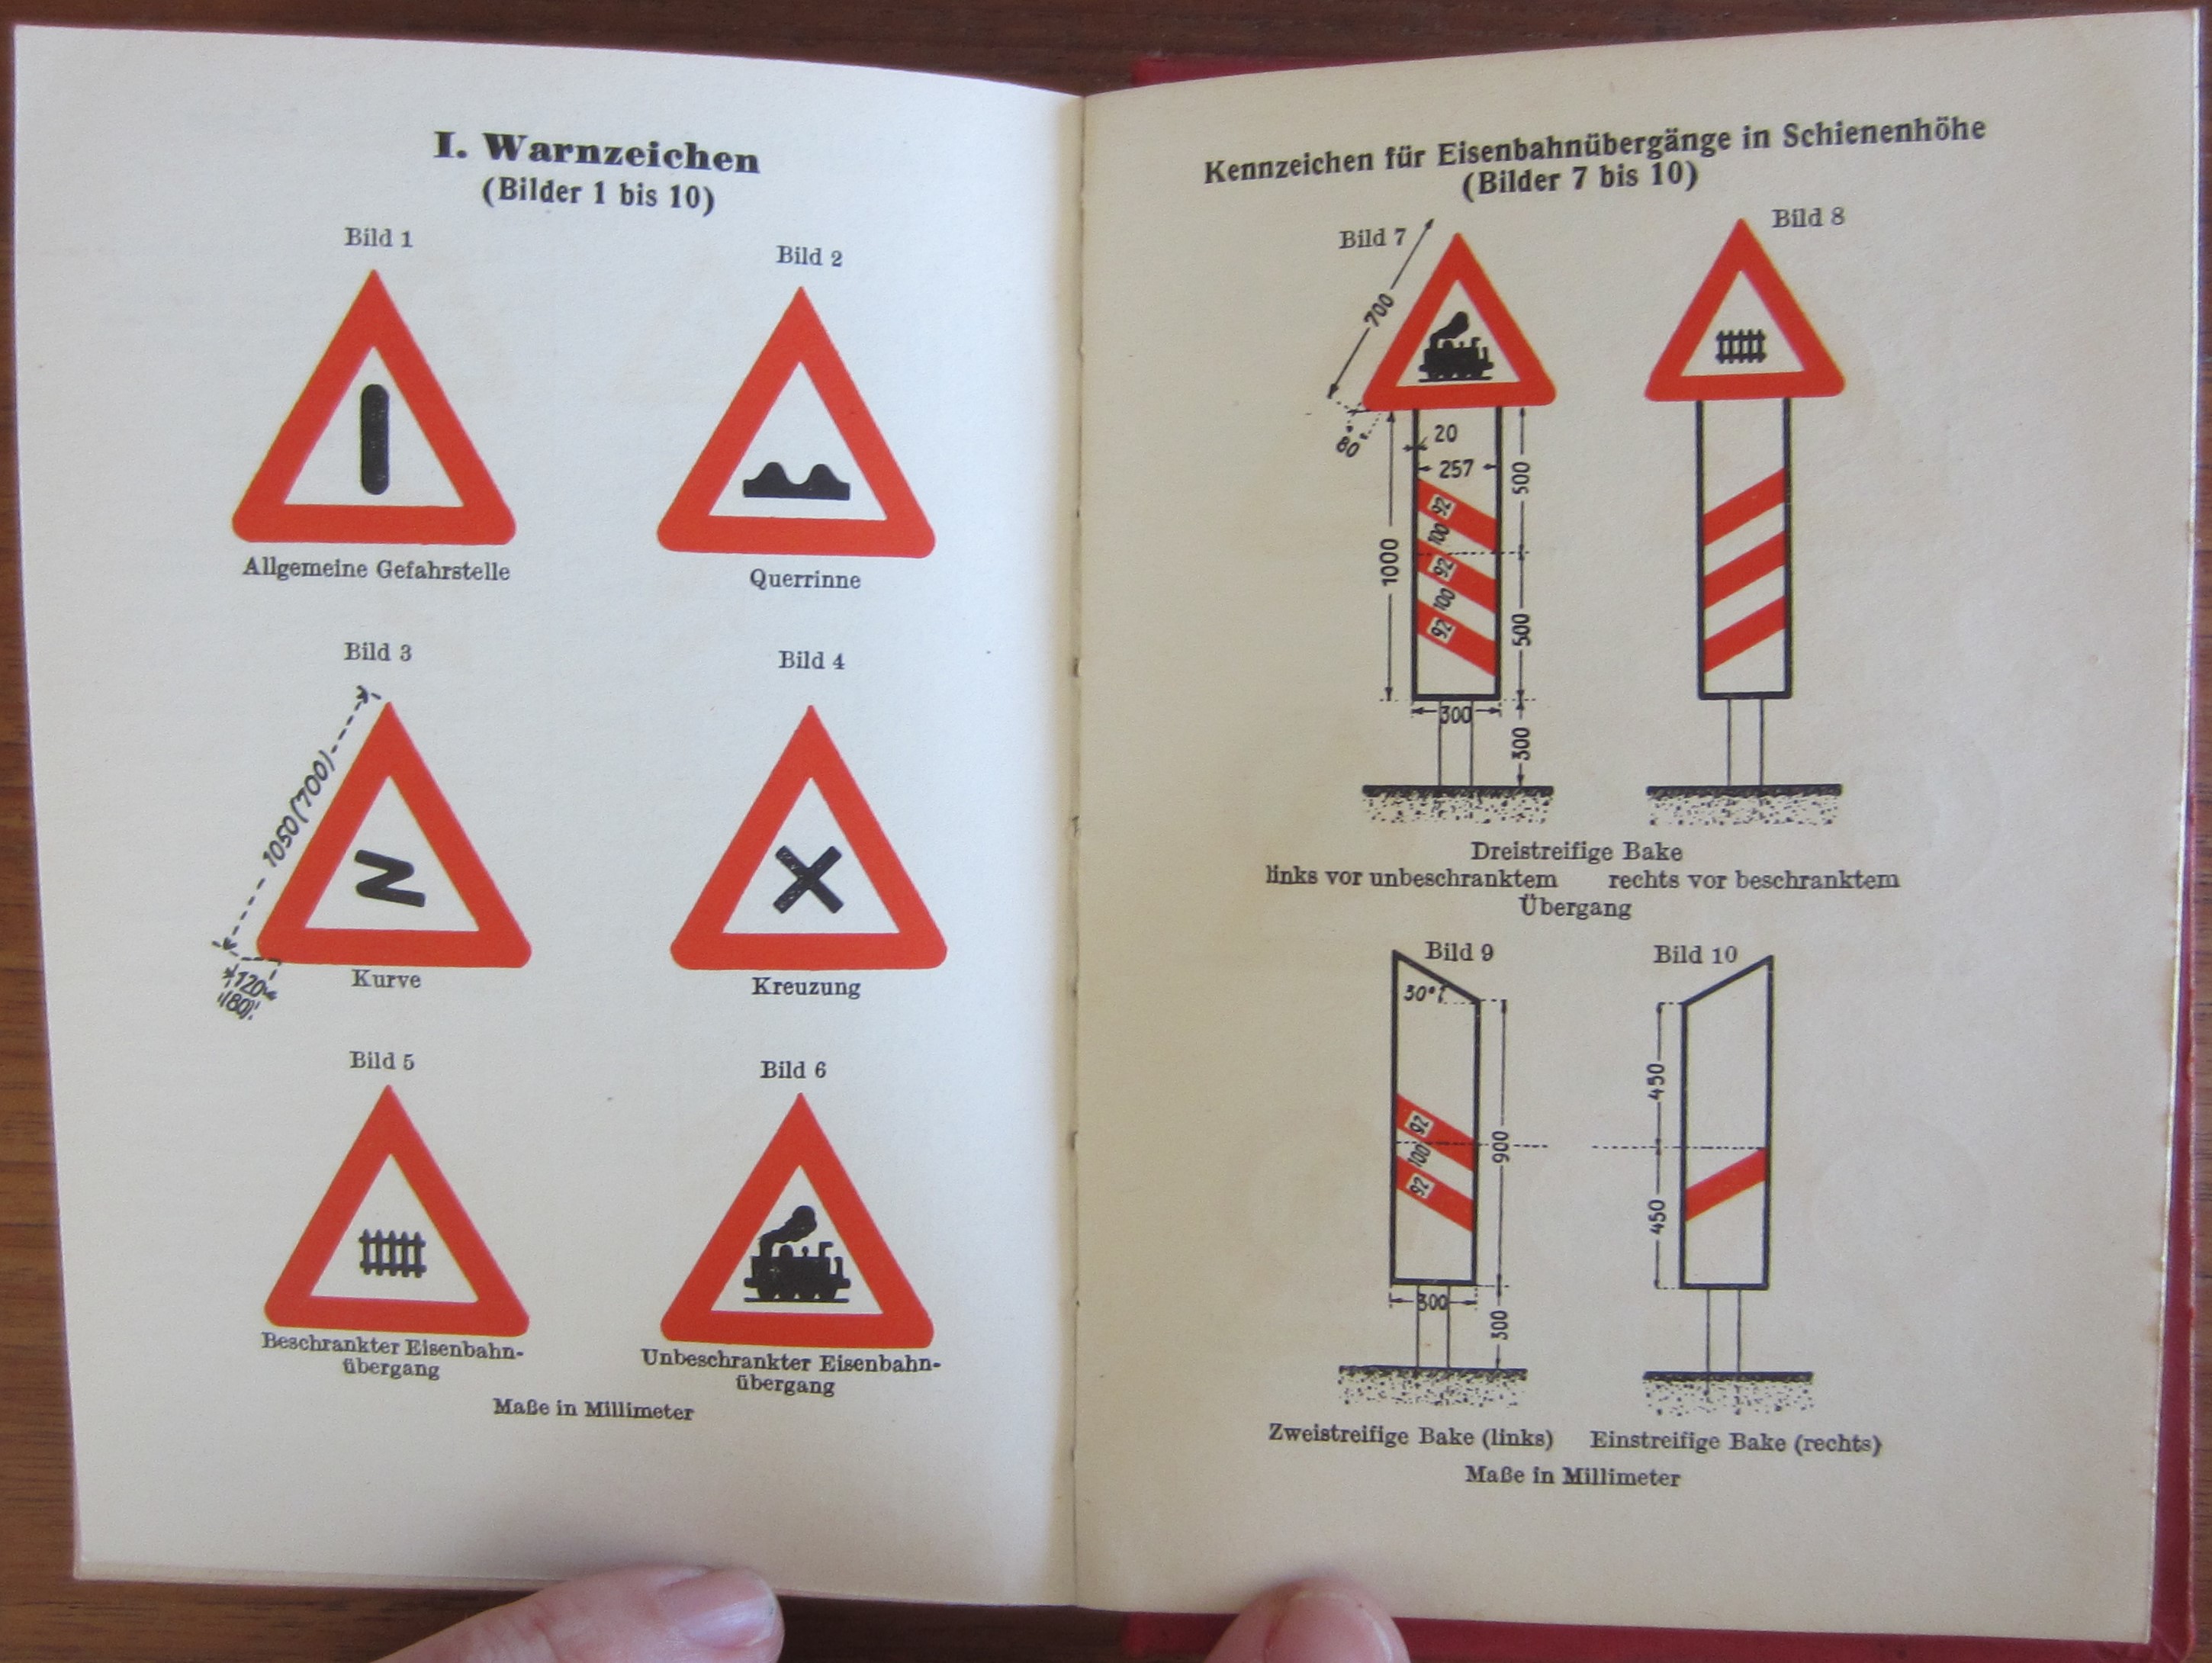 I. Warnzeichen
(Bilder 1 bis 10)
Bild 1
Bild 2
Allgemeine Gefahrstelle
Querrinne
Bild 3
Bild 4
1050(700)
120
(80)
Kurve
Kreuzung
Bild 5
Bild 6
Beschrankter Eisenbahn-
übergang
Unbeschrankter Eisenbahn-
übergang
Maße in Millimeter
Kennzeichen für Eisenbahnübergänge in Schienenhöhe
(Bilder 7 bis 10)
Bild 7
Bild 8
700
80
20
257
500
92
100
1000
92
100
92
500
300
300
Dreistreifige Bake
links vor unbeschranktem rechts vor beschranktem
Übergang
Bild 9
Bild 10
30°
450
92
100
92
900
450
300
300
Zweistreifige Bake (links) Einstreifige Bake (rechts)
Maße in Millimeter